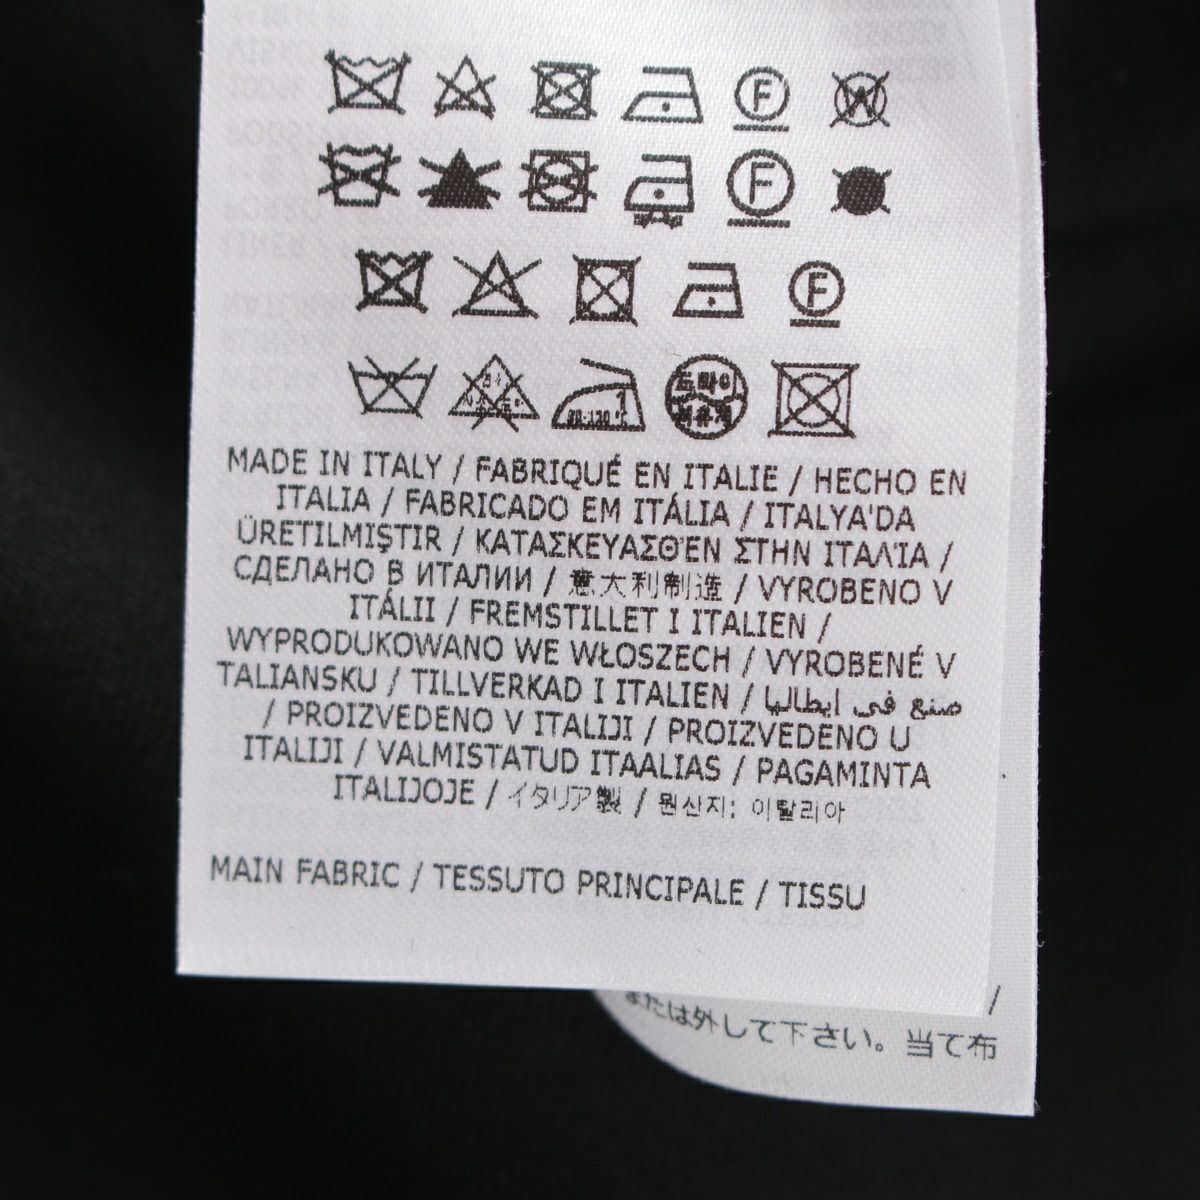 F W
F
F
MADE IN ITALY / FABRIQUÉ EN ITALIE / HECHO EN
ITALIA / FABRICADO EM ITÁLIA / ITALYA'DA
ÜRETILMIŞTIR / ΚΑΤΑΣΚΕΥΑΣΘΈΝ ΣΤΗΝ ΙΤΑΛΊΑ /
СДЕЛАНО В ИТАЛИИ / 意大利制造 / VYROBENO V
ITÁLII / FREMSTILLET I ITALIEN /
WYPRODUKOWANO WE WŁOSZECH / VYROBENÉ V
TALIANSKU / TILLVERKAD I ITALIEN / صنع في ايطاليا
/ PROIZVEDENO V ITALIJI / PROIZVEDENO U
ITALIJI / VALMISTATUD ITAALIAS / PAGAMINTA
ITALIJOJE / イタリア製 / 원산지: 이탈리아
MAIN FABRIC / TESSUTO PRINCIPALE / TISSU
/
または外して下さい。当て布